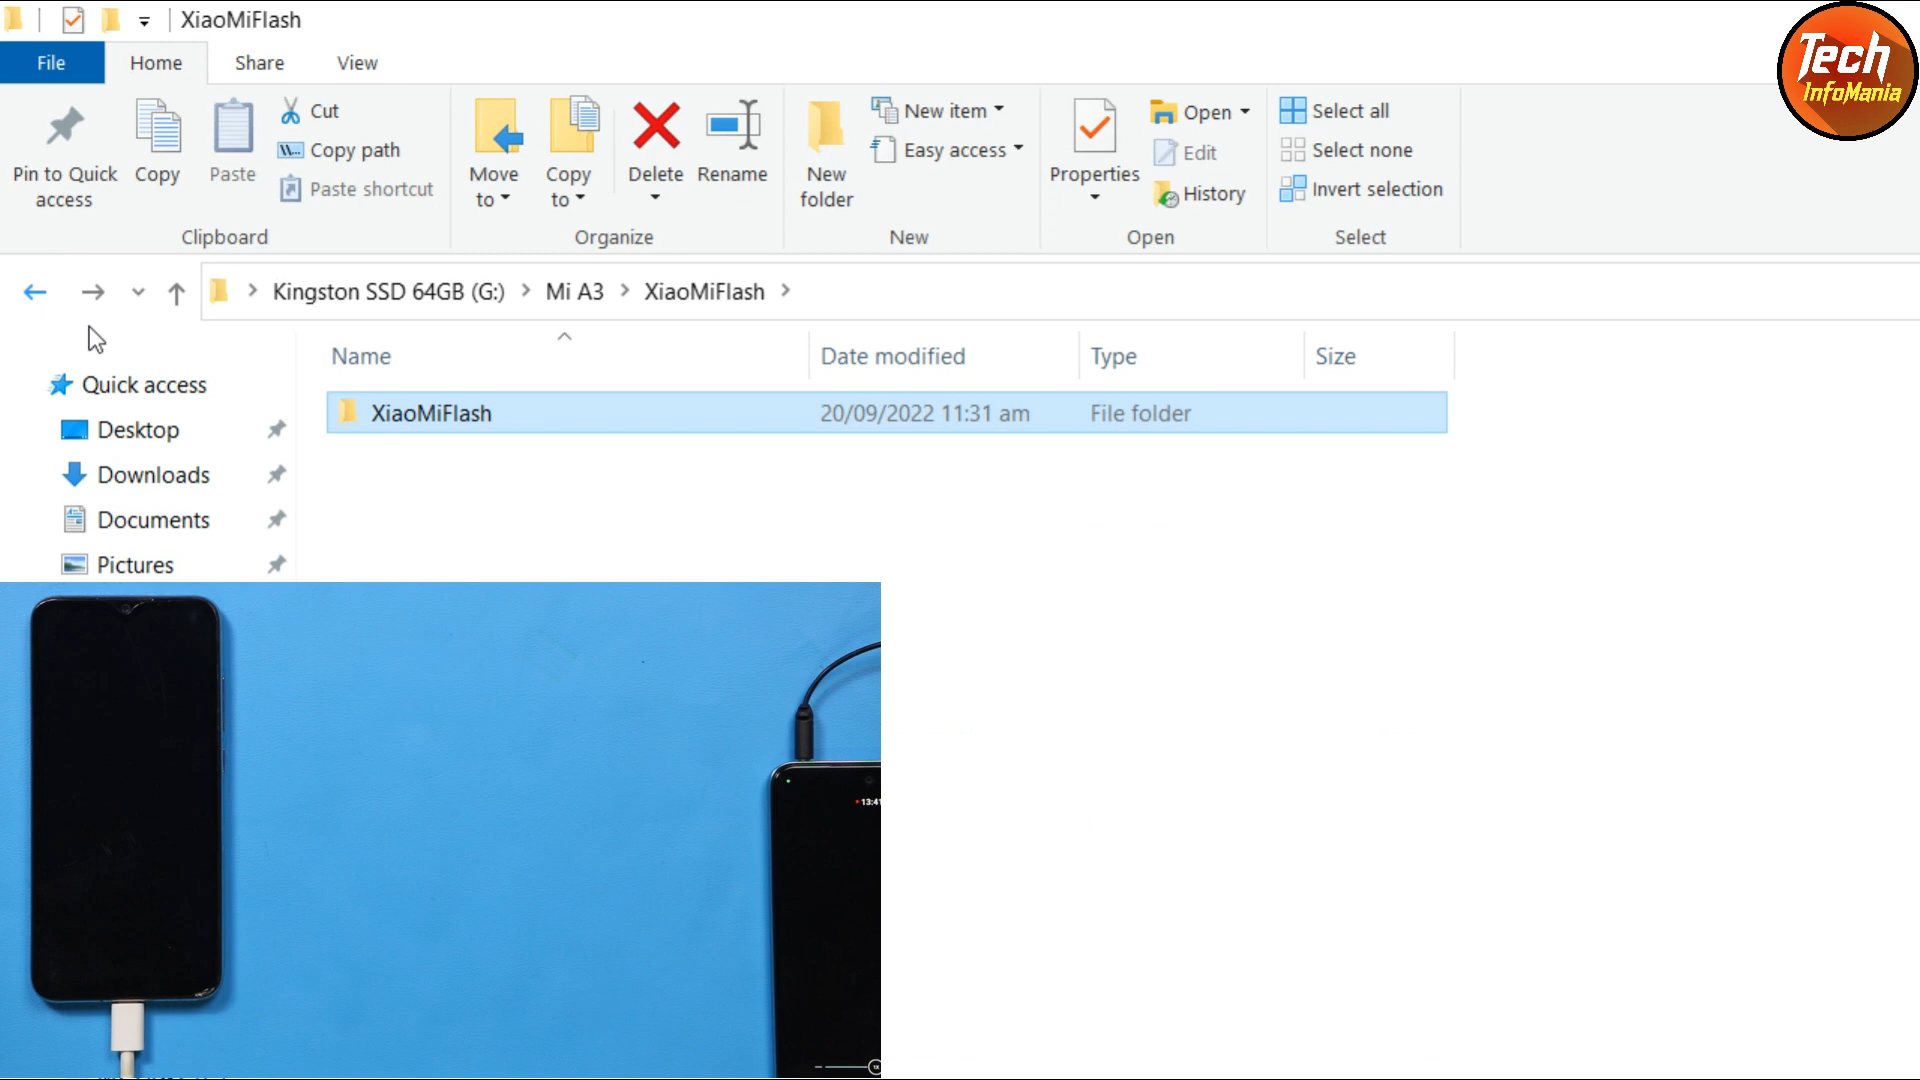 XiaoMiFlash
Tech
InfoMania
File
Home
Share
View
Pin to Quick
access
Copy
Paste
Cut
Copy path
Paste shortcut
Clipboard
Move
to
Copy
to
Delete
Rename
Organize
New
folder
New item
Easy access
New
Properties
Open
Edit
History
Open
Select all
Select none
Invert selection
Select
Kingston SSD 64GB (G:) > Mi A3 > XiaoMiFlash >
Name Date modified Type Size
XiaoMiFlash 20/09/2022 11:31 am File folder
Quick access
Desktop
Downloads
Documents
Pictures
13:41
1X